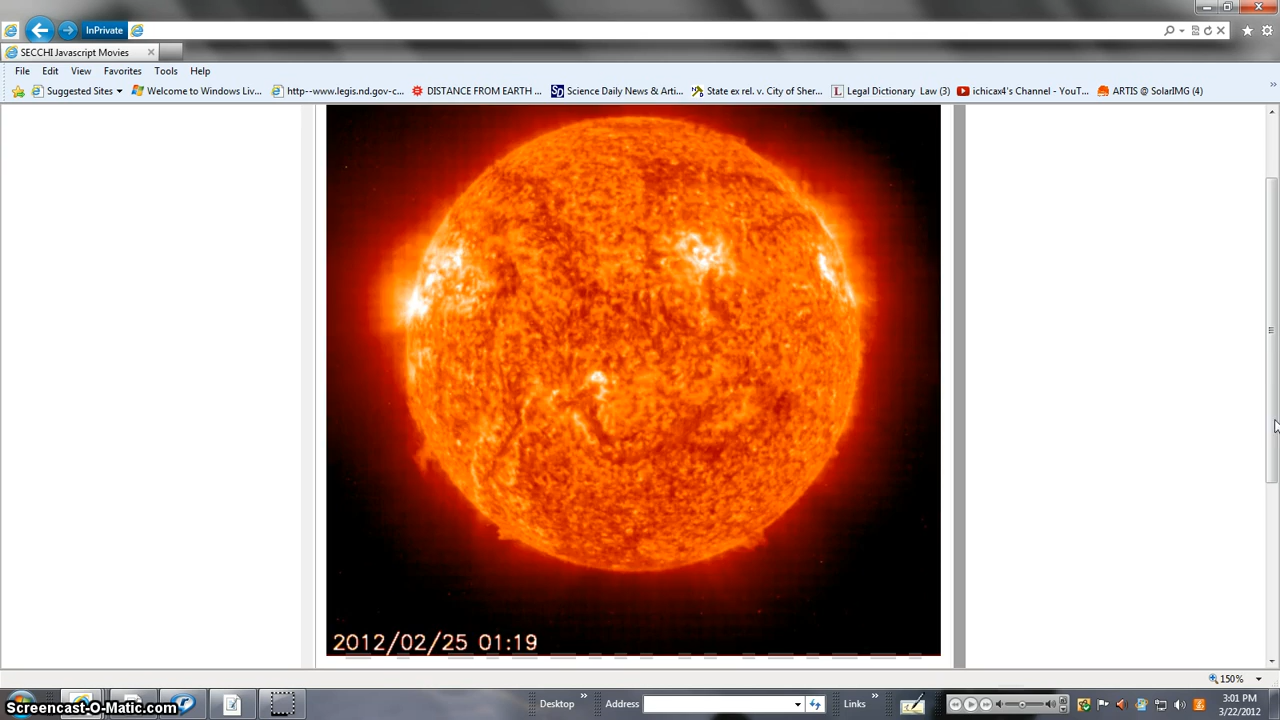 InPrivate
SECCHI Javascript Movies
File Edit View Favorites Tools Help
Suggested Sites Welcome to Windows Liv... http--www.legis.nd.gov-c... DISTANCE FROM EARTH ... Science Daily News & Arti... State ex rel. v. City of Sher... Legal Dictionary Law (3) ichicax4's Channel - YouT... ARTIS @ SolarIMG (4)
2012/02/25 01:19
150%
Desktop Address Links 3:01 PM
3/22/2012
Screencast-O-Matic.com